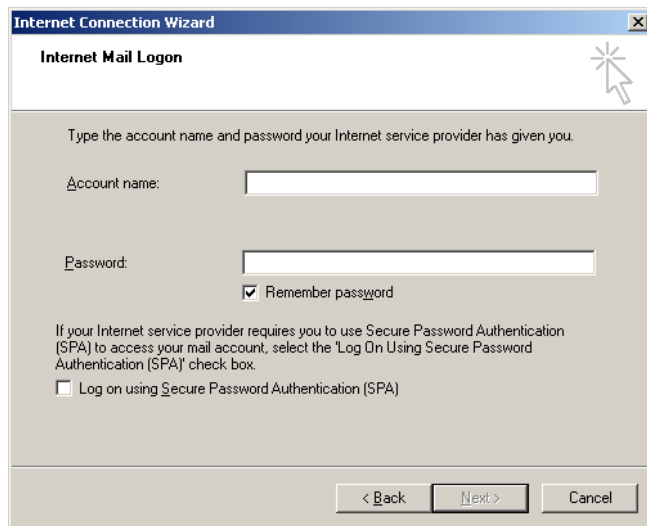 Internet Connection Wizard
Internet Mail Logon
Type the account name and password your Internet service provider has given you.
Account name:
Password:
Remember password
If your Internet service provider requires you to use Secure Password Authentication
(SPA) to access your mail account, select the 'Log On Using Secure Password
Authentication (SPA)' check box.
Log on using Secure Password Authentication (SPA)
< Back Next > Cancel